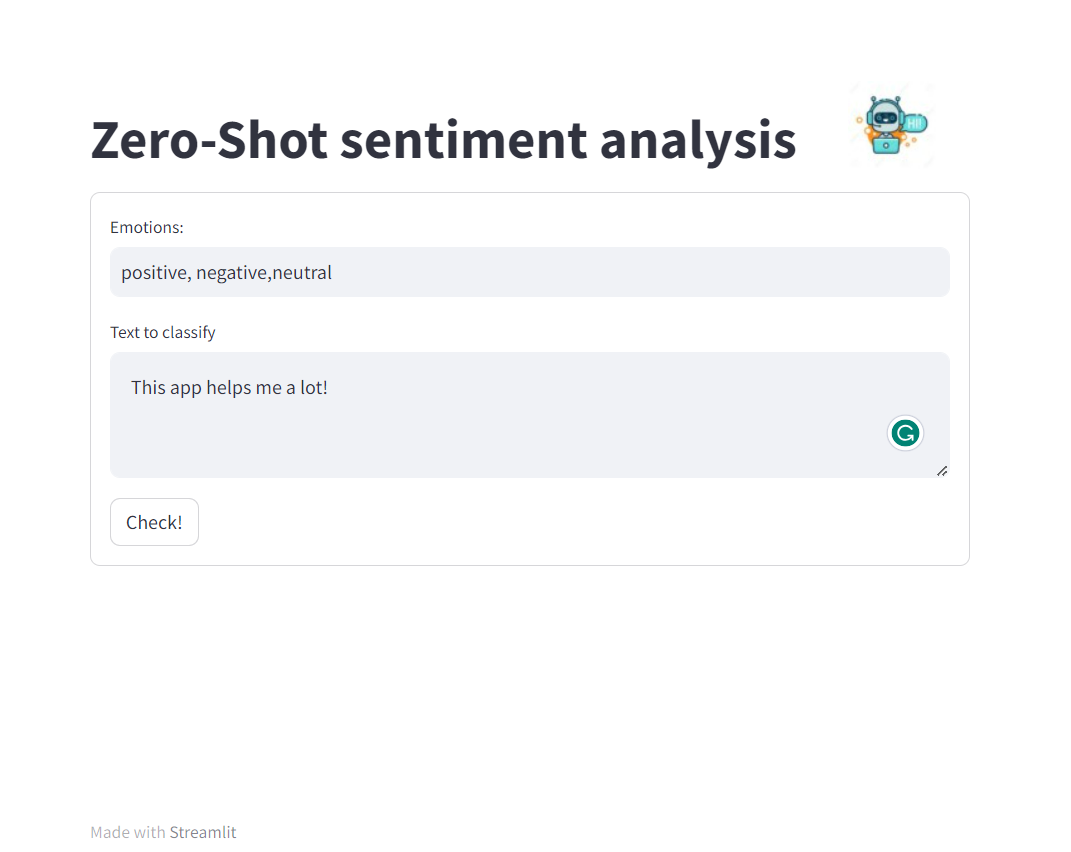 Zero-Shot sentiment analysis
HI!
Emotions:
positive, negative,neutral
Text to classify
This app helps me a lot!
G
Check!
Made with Streamlit